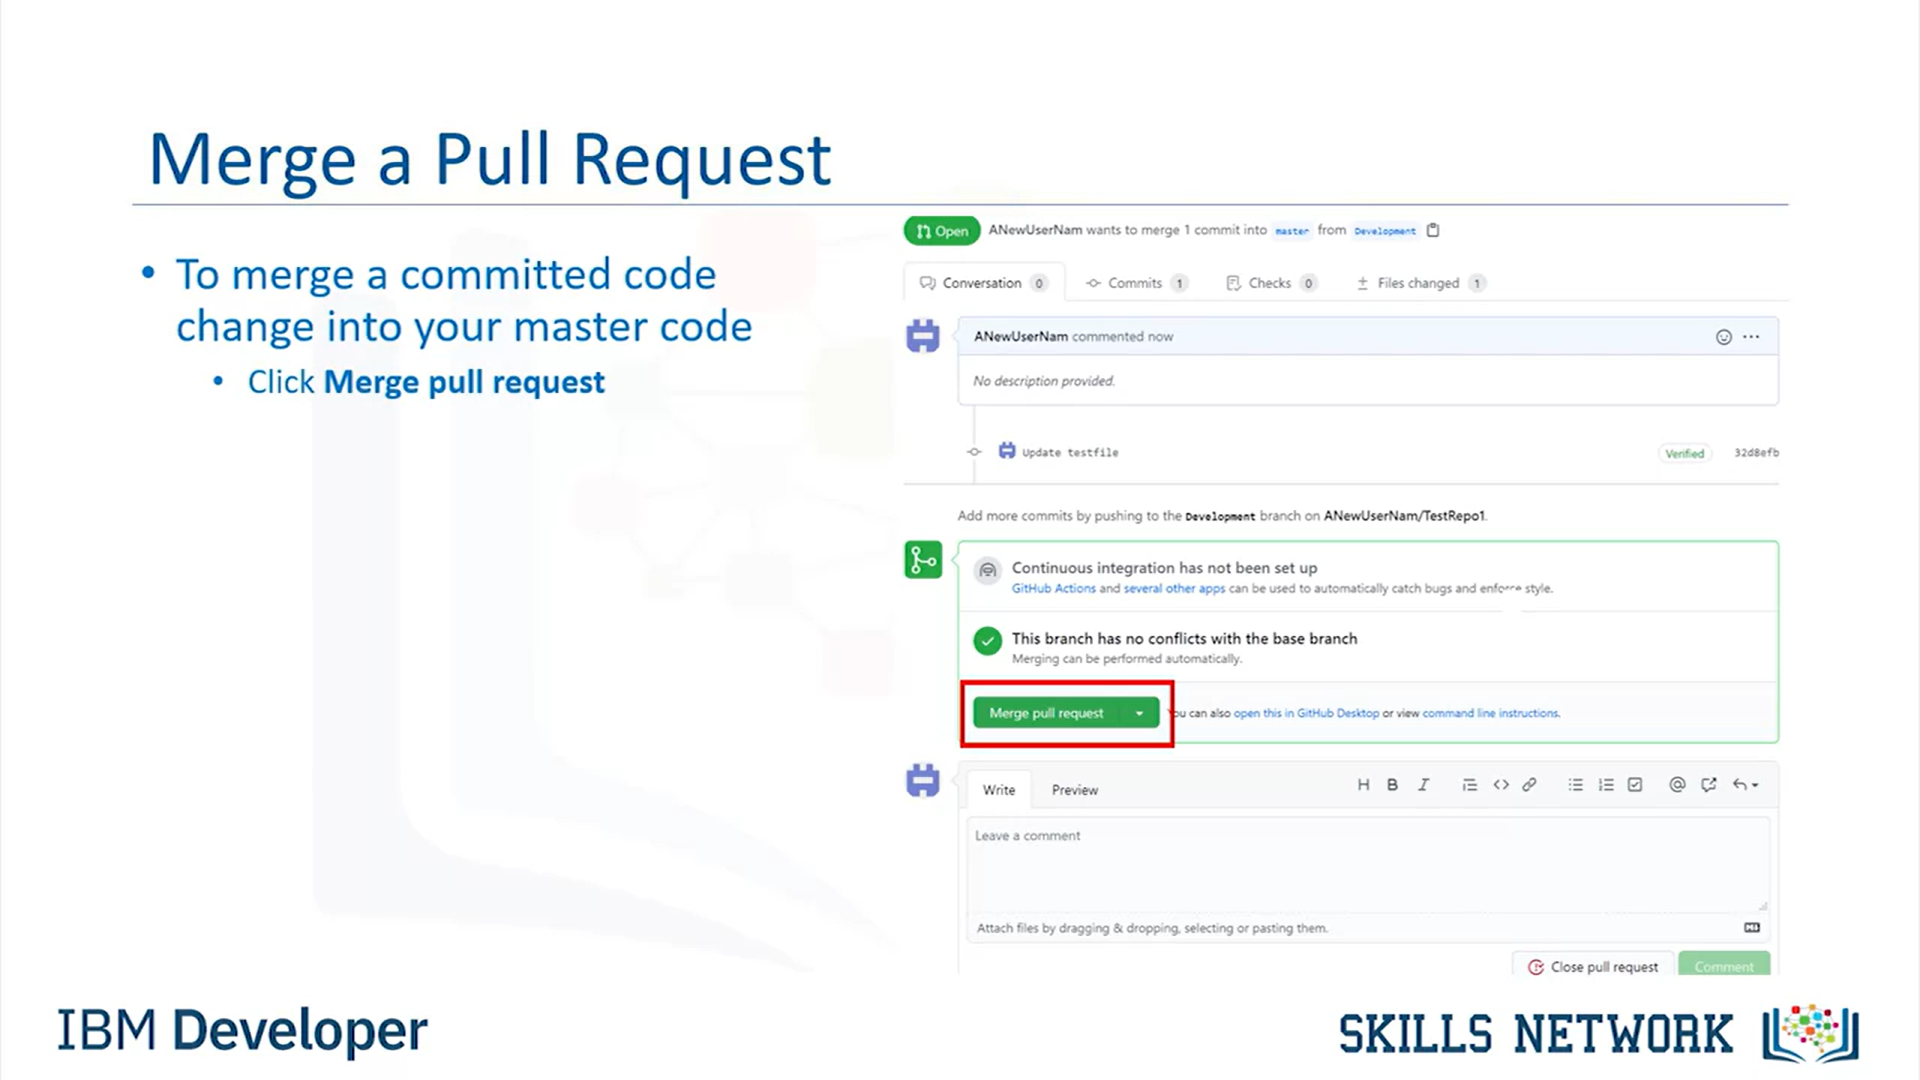 Merge a Pull Request
• To merge a committed code
change into your master code
• Click Merge pull request
Open ANewUserNam wants to merge 1 commit into master from Development
Conversation 0 Commits 1 Checks 0 Files changed 1
ANewUserNam commented now
No description provided.
Update testfile Verified 32d8efb
Add more commits by pushing to the Development branch on ANewUserNam/TestRepo1.
Continuous integration has not been set up
GitHub Actions and several other apps can be used to automatically catch bugs and enforce style.
This branch has no conflicts with the base branch
Merging can be performed automatically.
Merge pull request ou can also open this in GitHub Desktop or view command line instructions.
Write Preview H B I
Leave a comment
Attach files by dragging & dropping, selecting or pasting them.
Close pull request Comment
IBM Developer
SKILLS NETWORK